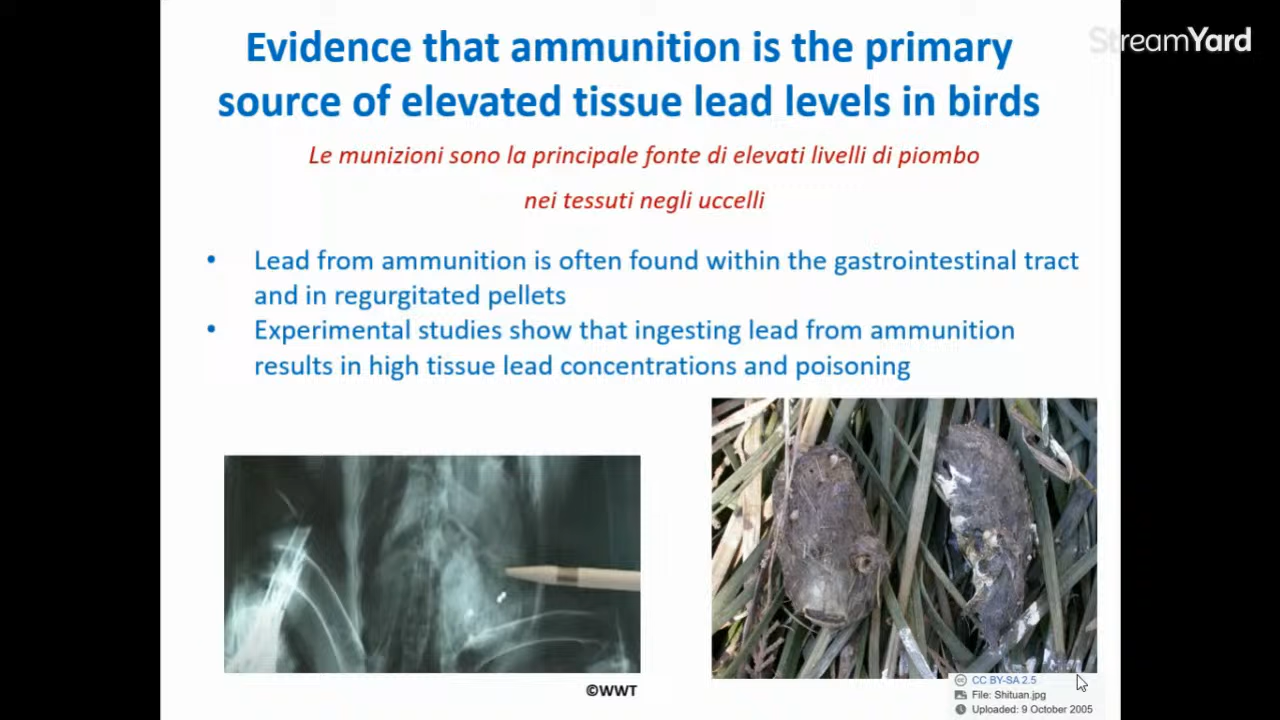 Evidence that ammunition is the primary
StreamYard
source of elevated tissue lead levels in birds
Le munizioni sono la principale fonte di elevati livelli di piombo
nei tessuti negli uccelli
• Lead from ammunition is often found within the gastrointestinal tract
and in regurgitated pellets
• Experimental studies show that ingesting lead from ammunition
results in high tissue lead concentrations and poisoning
©WWT
cc CC BY-SA 2.5
File: Shituan.jpg
Uploaded: 9 October 2005